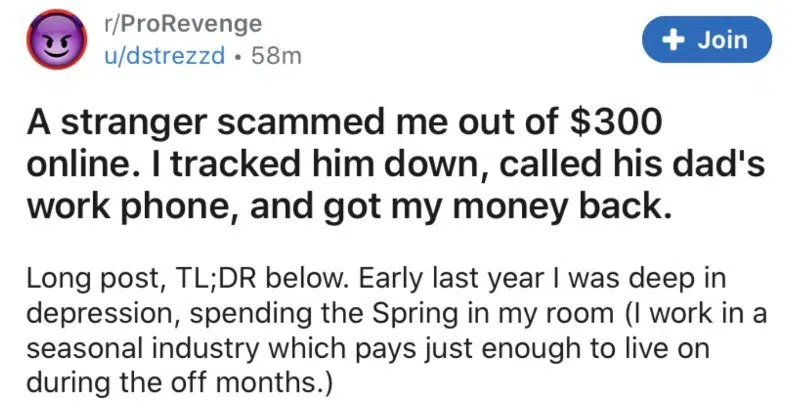 r/ProRevenge
u/dstrezzd • 58m
+ Join
A stranger scammed me out of $300
online. I tracked him down, called his dad's
work phone, and got my money back.
Long post, TL;DR below. Early last year I was deep in
depression, spending the Spring in my room (I work in a
seasonal industry which pays just enough to live on
during the off months.)